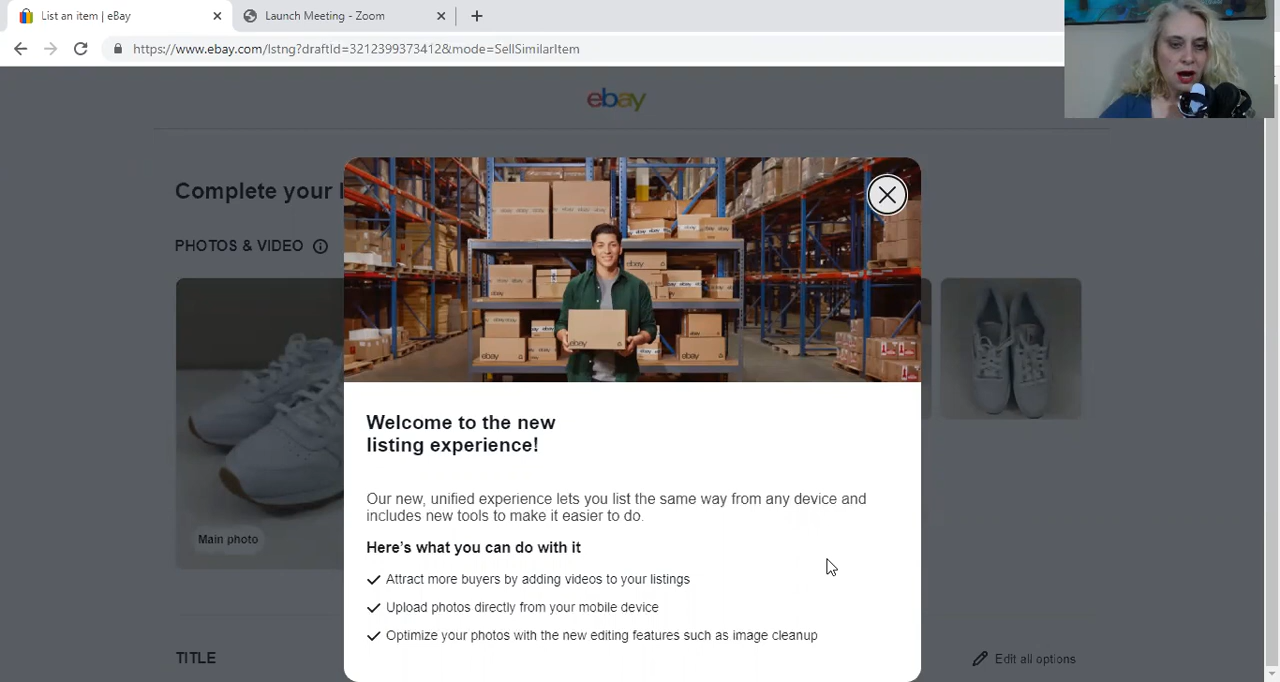 List an item | eBay
Launch Meeting - Zoom
https://www.ebay.com/lstng?draftId=3212399373412&mode=SellSimilarItem
ebay
Complete your l
PHOTOS & VIDEO
Main photo
ebay
ebay
ebay
ebay
Welcome to the new
listing experience!
Our new, unified experience lets you list the same way from any device and
includes new tools to make it easier to do.
Here's what you can do with it
Attract more buyers by adding videos to your listings
Upload photos directly from your mobile device
Optimize your photos with the new editing features such as image cleanup
TITLE
Edit all options